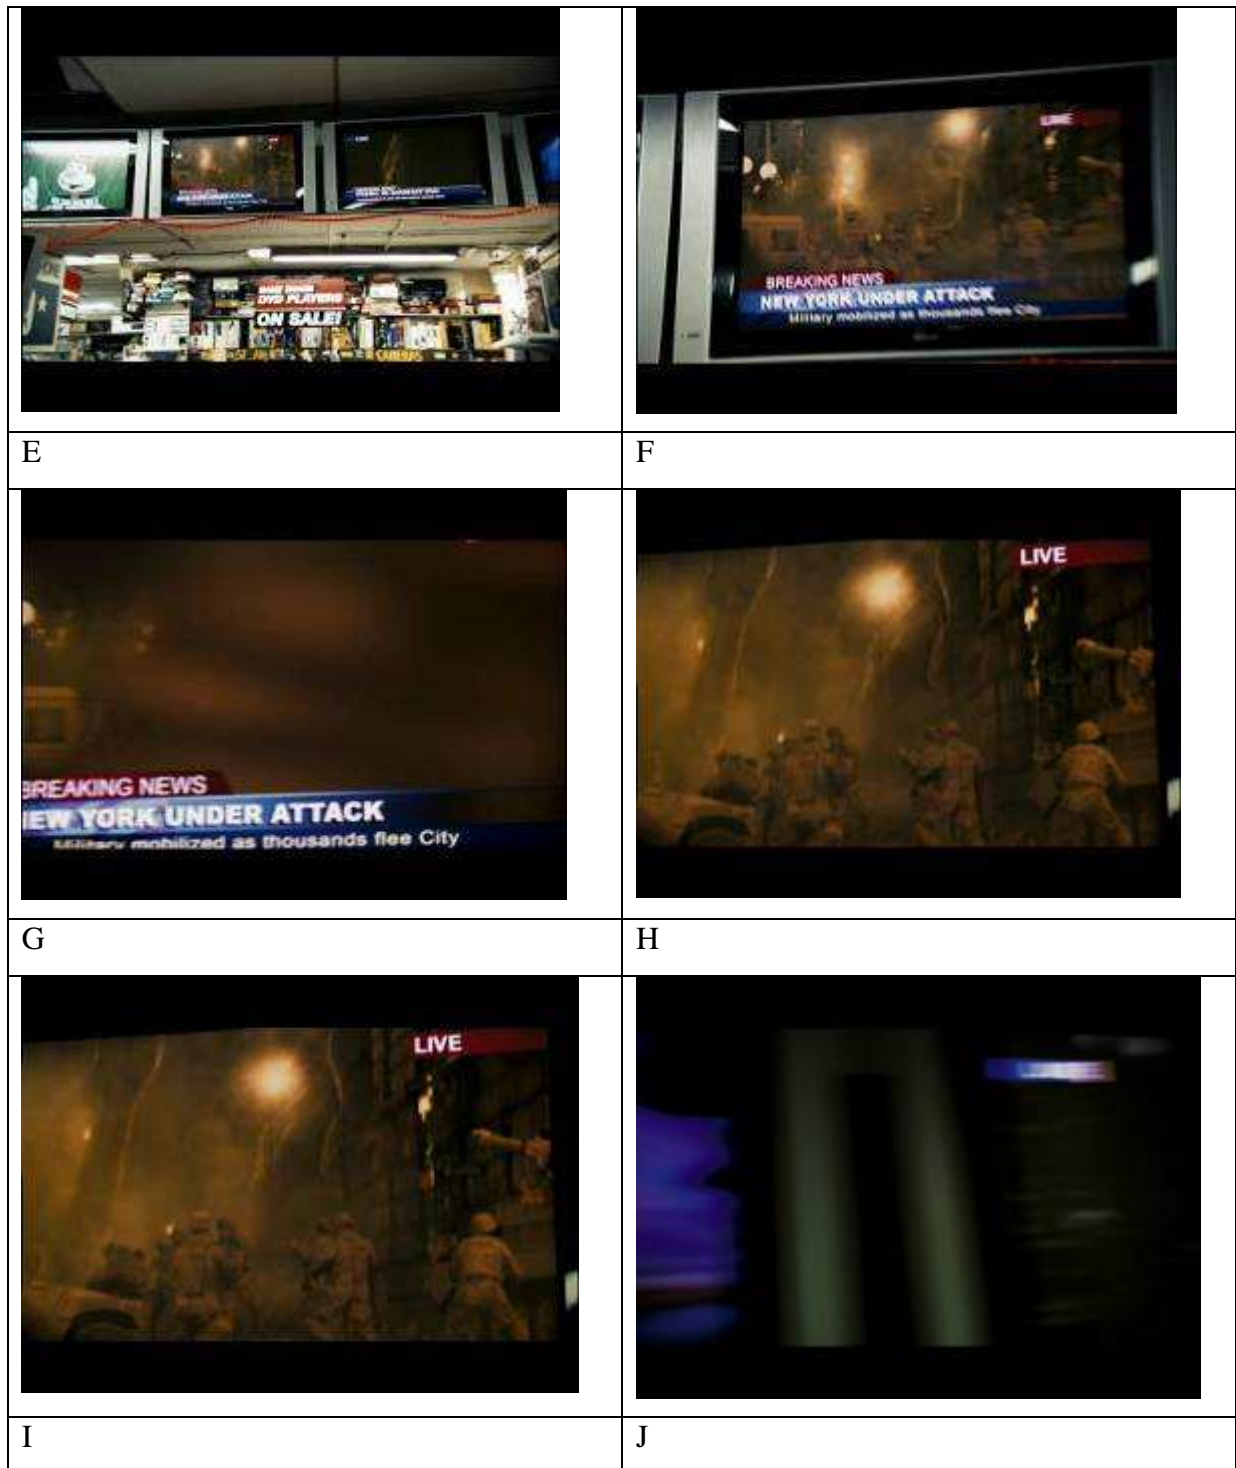 DVD PLAYERS
ON SALE!
LIVE
BREAKING NEWS
NEW YORK UNDER ATTACK
Military mobilized as thousands flee City
E
F
BREAKING NEWS
EW YORK UNDER ATTACK
Military mobilized as thousands flee City
LIVE
G
H
LIVE
I
J